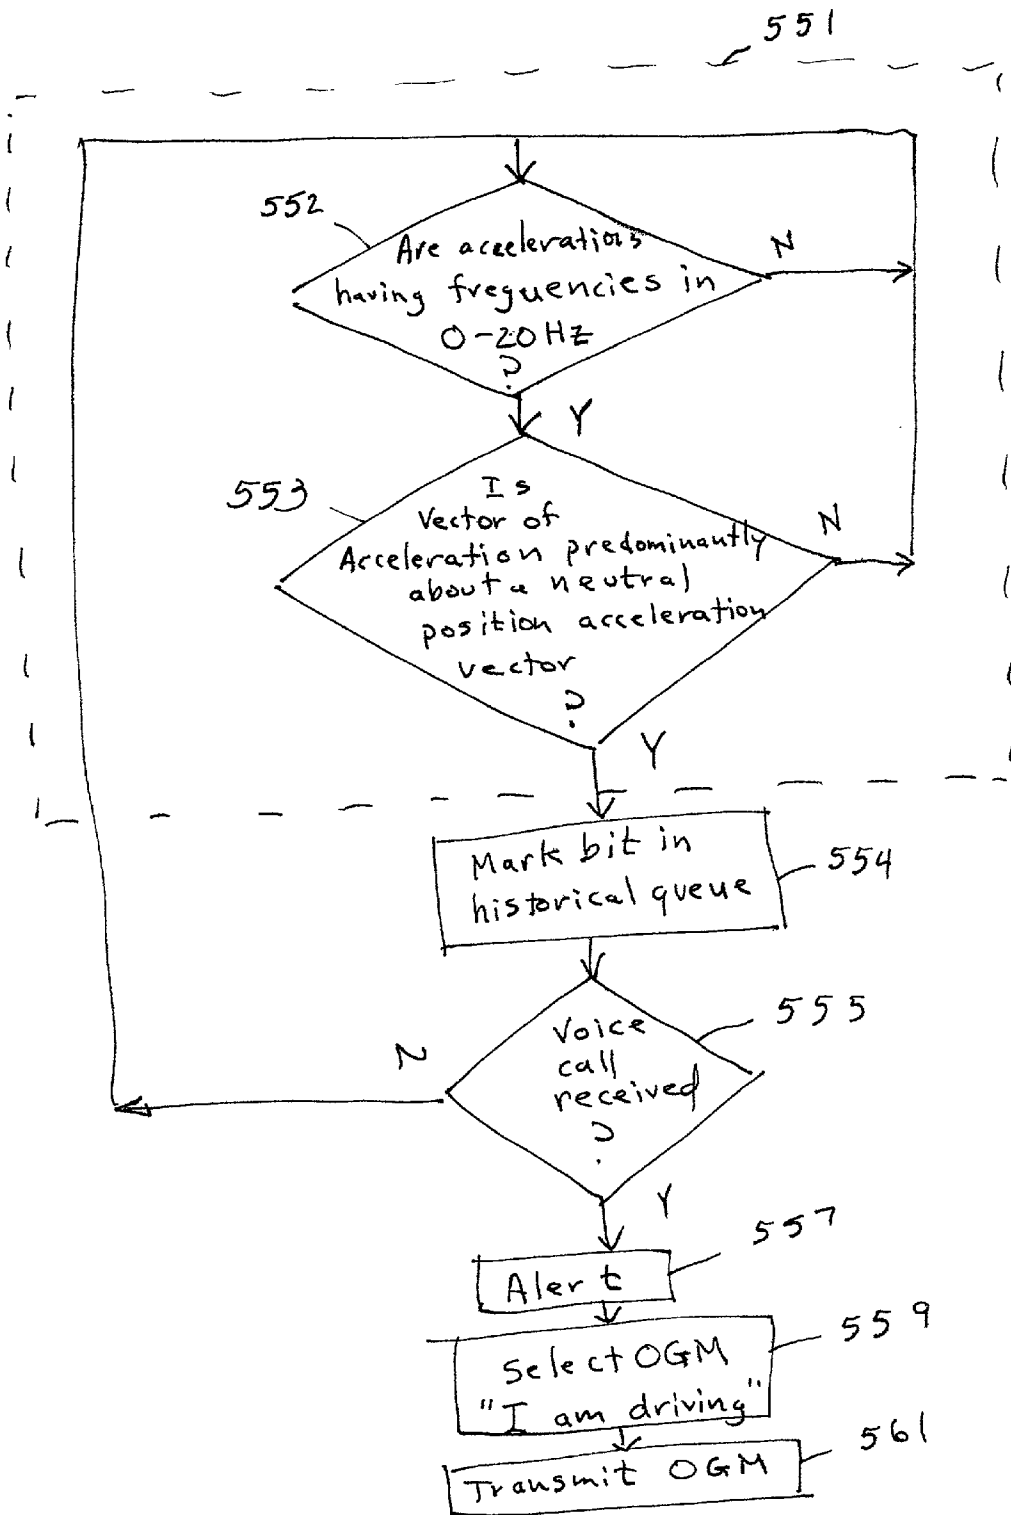 551
552
Are accelerations
having frequencies in
0-20Hz
?
N
Y
553
Is
Vector of
Acceleration predominantly
about a neutral
position acceleration
vector
?
N
Y
Mark bit in
historical queue
554
555
Voice
call
received
?
N
Y
557
Alert
559
Select OGM
"I am driving"
561
Transmit OGM